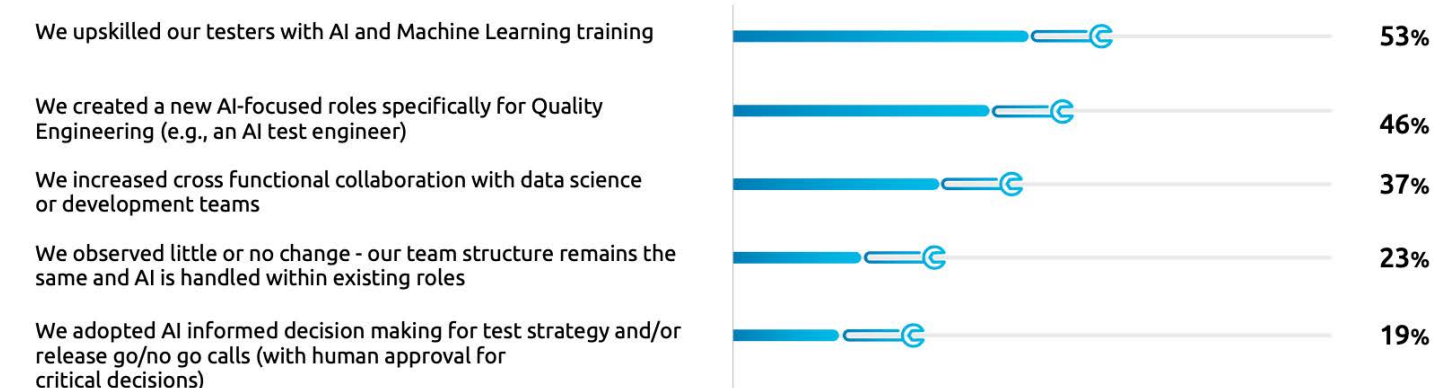 We upskilled our testers with AI and Machine Learning training
53%
We created a new AI-focused roles specifically for Quality
Engineering (e.g., an AI test engineer)
46%
We increased cross functional collaboration with data science
or development teams
37%
We observed little or no change - our team structure remains the
same and AI is handled within existing roles
23%
We adopted AI informed decision making for test strategy and/or
release go/no go calls (with human approval for
critical decisions)
19%